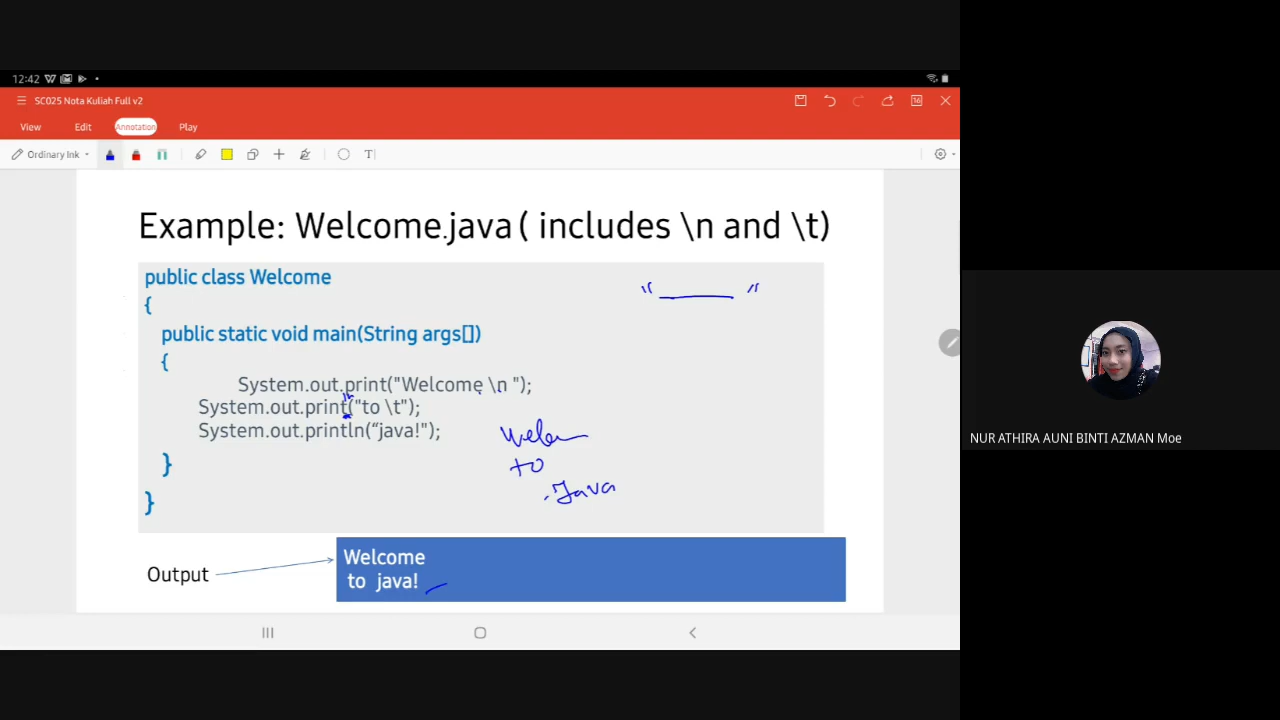 12:42
SC025 Nota Kuliah Full v2
16
View Edit Annotation Play
Ordinary Ink
T
Example: Welcome.java ( includes \n and \t)
public class Welcome
{
"______"
public static void main(String args[])
{
System.out.print("Welcome \n ");
System.out.print("to \t");
System.out.println(“java!");
to
Java
}
}
Output
Welcome
to java!
NUR ATHIRA AUNI BINTI AZMAN Moe